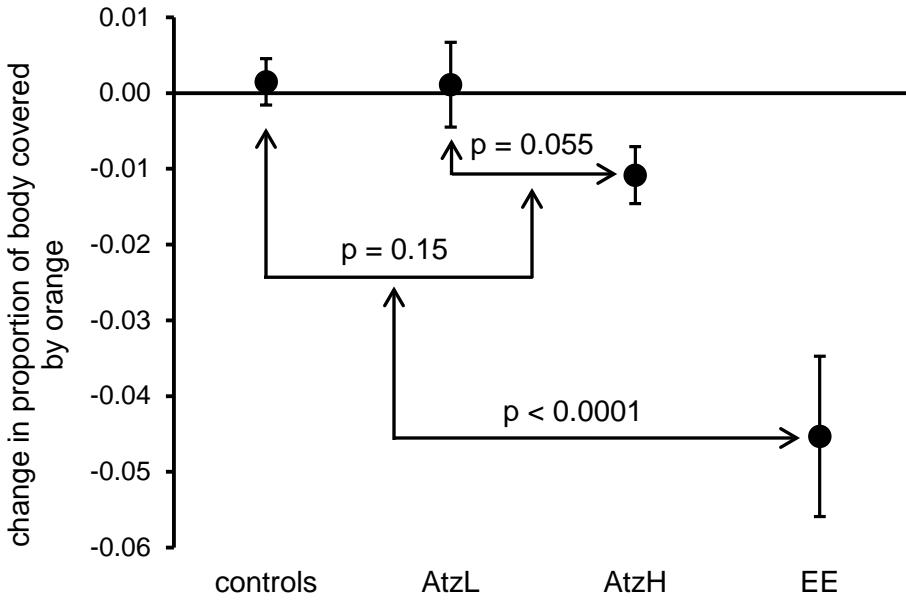 change in proportion of body covered
by orange
0.01
0.00
-0.01
-0.02
-0.03
-0.04
-0.05
-0.06
p = 0.055
p = 0.15
p < 0.0001
controls AtzL AtzH EE